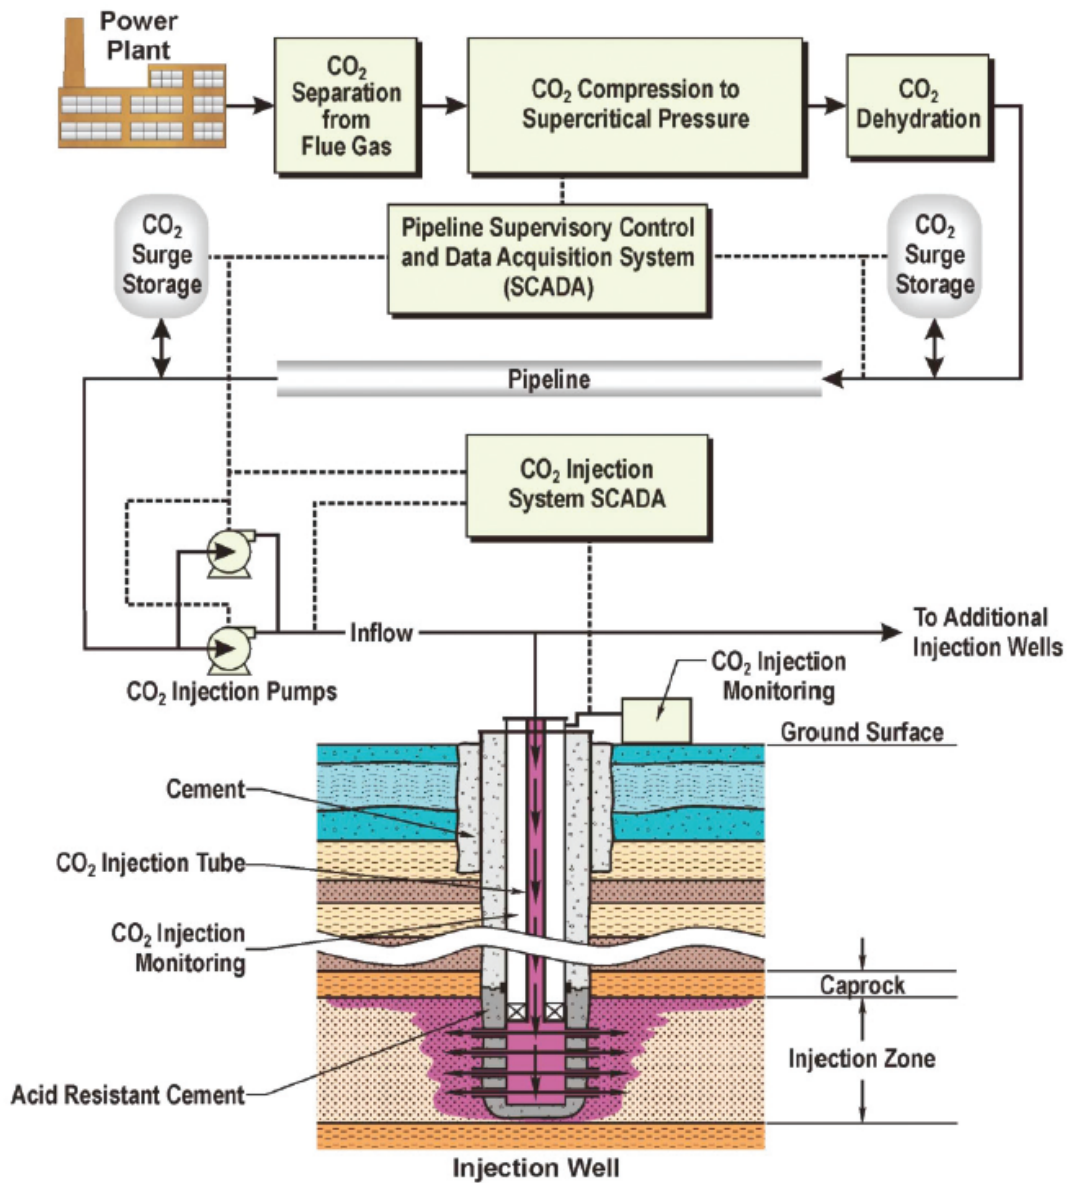 Power
Plant
CO₂
Separation
from
Flue Gas
CO₂ Compression to
Supercritical Pressure
CO₂
Dehydration
CO₂
Surge
Storage
Pipeline Supervisory Control
and Data Acquisition System
(SCADA)
CO₂
Surge
Storage
Pipeline
CO₂ Injection
System SCADA
Inflow
To Additional
Injection Wells
CO₂ Injection Pumps
CO₂ Injection
Monitoring
Ground Surface
Cement
CO₂ Injection Tube
CO₂ Injection
Monitoring
Caprock
Injection Zone
Acid Resistant Cement
Injection Well